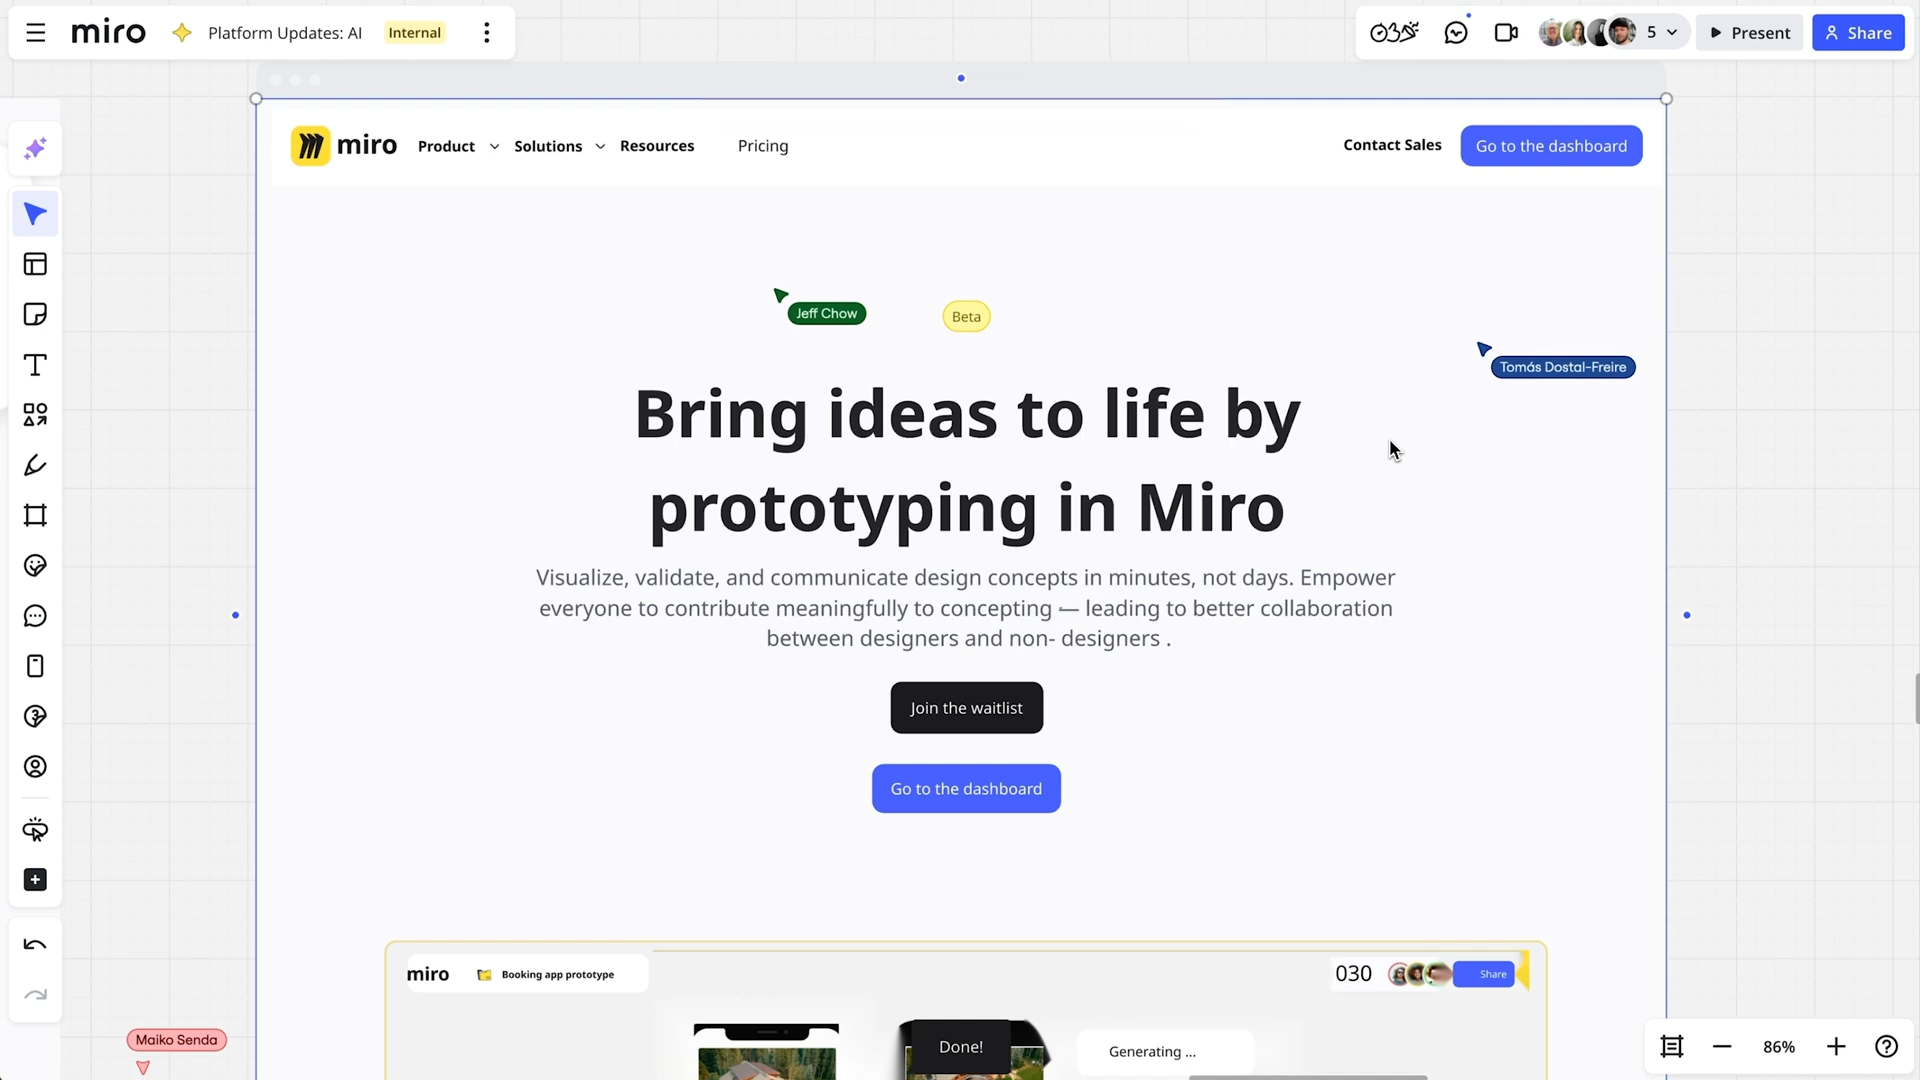 miro
Platform Updates: AI
Internal
5
Present
Share
miro
Product
Solutions
Resources
Pricing
Contact Sales
Go to the dashboard
Jeff Chow
Beta
Tomás Dostal-Freire
Bring ideas to life by
prototyping in Miro
Visualize, validate, and communicate design concepts in minutes, not days. Empower
everyone to contribute meaningfully to concepting — leading to better collaboration
between designers and non- designers .
Join the waitlist
Go to the dashboard
miro
Booking app prototype
030
Share
Maiko Senda
Done!
Generating ...
86%